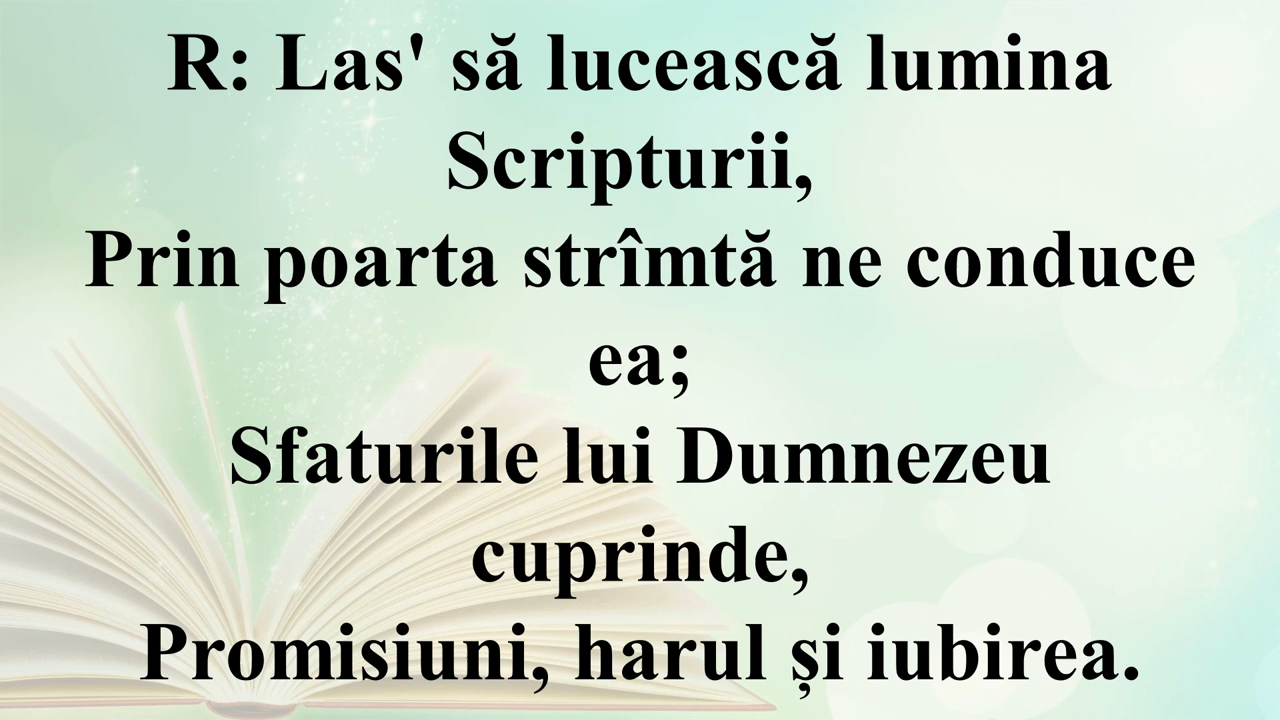 R: Las' să lucească lumina
Scripturii,
Prin poarta strîmtă ne conduce
ea;
Sfaturile lui Dumnezeu
cuprinde,
Promisiuni, harul și iubirea.